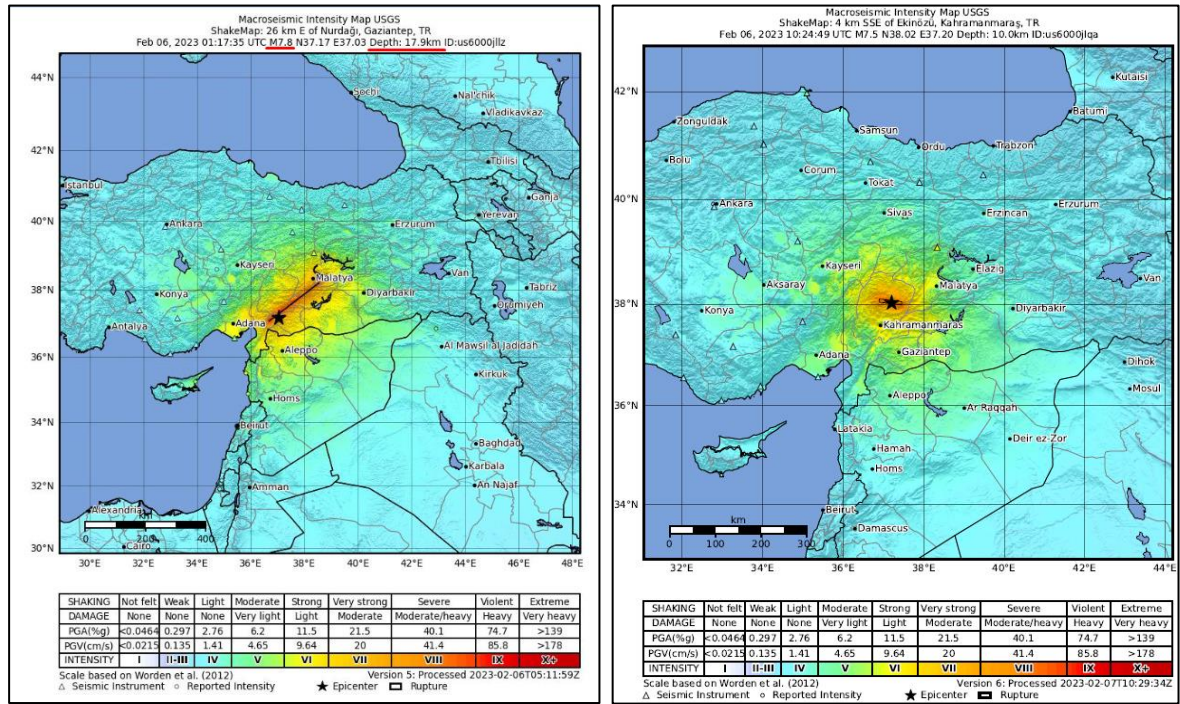 Macroseismic Intensity Map USGS
ShakeMap: 26 km E of Nurdağı, Gaziantep, TR
Feb 06, 2023 01:17:35 UTC M7.8 N37.17 E37.03 Depth: 17.9km ID:us6000jllz
44°N
42°N
40°N
38°N
36°N
34°N
32°N
30°N
Sochi
Nal'chik
Vladikavkaz
Tbilisi
Istanbul
Ganja
Yerevan
Ankara
Erzurum
Kayseri
Malatya
Van
Konya
Diyarbakir
Tabriz
Orumiyeh
Antalya
Adana
Aleppo
Al Mawsil al Jadidah
Kirkuk
Homs
Beirut
Baghdad
Karbala
An Najaf
Amman
Alexandria
Cairo
km
0 200 400
30°E 32°E 34°E 36°E 38°E 40°E 42°E 44°E 46°E 48°E
SHAKING Not felt Weak Light Moderate Strong Very strong Severe Violent Extreme
DAMAGE None None None Very light Light Moderate Moderate/heavy Heavy Very heavy
PGA(%g) <0.0464 0.297 2.76 6.2 11.5 21.5 40.1 74.7 >139
PGV(cm/s) <0.0215 0.135 1.41 4.65 9.64 20 41.4 85.8 >178
INTENSITY I II-III IV V VI VII VIII IX X+
Scale based on Worden et al. (2012) Version 5: Processed 2023-02-06T05:11:59Z
△ Seismic Instrument ○ Reported Intensity ★ Epicenter Rupture
Macroseismic Intensity Map USGS
ShakeMap: 4 km SSE of Ekinözü, Kahramanmaraş, TR
Feb 06, 2023 10:24:49 UTC M7.5 N38.02 E37.20 Depth: 10.0km ID:us6000jlqa
42°N
40°N
38°N
36°N
34°N
Kutaisi
Zonguldak
Batumi
Samsun
Bolu
Ordu
Trabzon
Corum
Tokat
Ankara
Sivas
Erzincan
Erzurum
Kayseri
Elazig
Aksaray
Malatya
Van
Konya
Diyarbakir
Kahramanmaras
Adana
Gaziantep
Dihok
Mosul
Aleppo
Ar Raqqah
Latakia
Deir ez-Zor
Hamah
Homs
Beirut
Damascus
km
0 100 200 300
32°E 34°E 36°E 38°E 40°E 42°E 44°E
SHAKING Not felt Weak Light Moderate Strong Very strong Severe Violent Extreme
DAMAGE None None None Very light Light Moderate Moderate/heavy Heavy Very heavy
PGA(%g) <0.0464 0.297 2.76 6.2 11.5 21.5 40.1 74.7 >139
PGV(cm/s) <0.0215 0.135 1.41 4.65 9.64 20 41.4 85.8 >178
INTENSITY I II-III IV V VI VII VIII IX X+
Scale based on Worden et al. (2012) Version 6: Processed 2023-02-07T10:29:34Z
△ Seismic Instrument ○ Reported Intensity ★ Epicenter Rupture